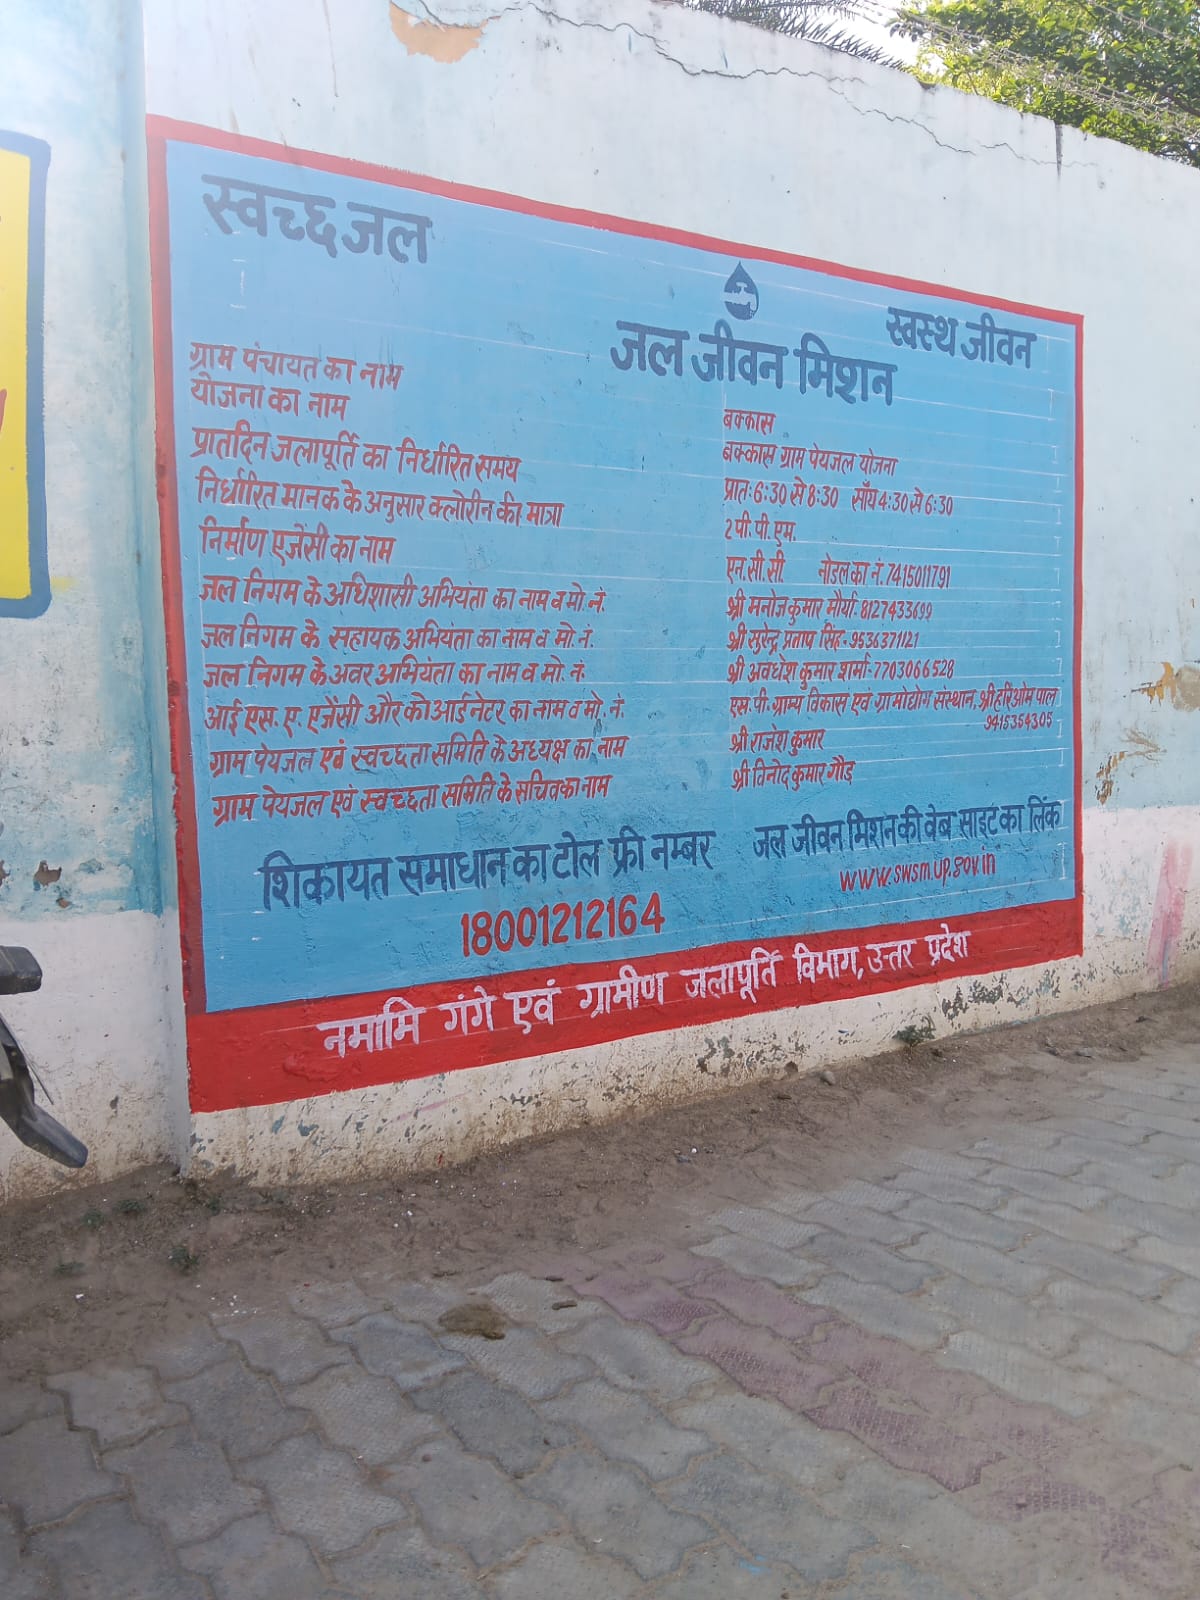 स्वच्छ जल
स्वस्थ जीवन
जल जीवन मिशन
ग्राम पंचायत का नाम बक्कास
योजना का नाम बक्कास ग्राम पेयजल योजना
प्रातदिन जलापूर्ति का निर्धारित समय प्रातः 6:30 से 8:30 साँय 4:30 से 6:30
निर्धारित मानक के अनुसार क्लोरीन की मात्रा 2 पी. पी. एम.
निर्माण एजेंसी का नाम एन. सी. सी. नोडल का नं. 7415011791
जल निगम के अधिशासी अभियंता का नाम व मो. नं. श्री मनोज कुमार मौर्या-
जल निगम के सहायक अभियंता का नाम व मो. नं. श्री सुरेन्द्र प्रताप सिंह- 9536371121
जल निगम के अवर अभियंता का नाम व मो. नं. श्री अवधेश कुमार शर्मा- 7703066528
आई एस. ए. एजेंसी और कोआर्डनेटर का नाम व मो. नं. एस. पी. ग्राम्य विकास एवं ग्रामोद्योग संस्थान, श्री हरिओम पाल
9415354305
ग्राम पेयजल एवं स्वच्छता समिति के अध्यक्ष का नाम श्री राजेश कुमार
ग्राम पेयजल एवं स्वच्छता समिति के सचिव का नाम श्री विनोद कुमार गौड़
शिकायत समाधान का टोल फ्री नम्बर जल जीवन मिशन की वेब साइट का लिंक
18001212164 www.swsm.up.gov.in
नमामि गंगे एवं ग्रामीण जलापूर्ति विभाग, उत्तर प्रदेश